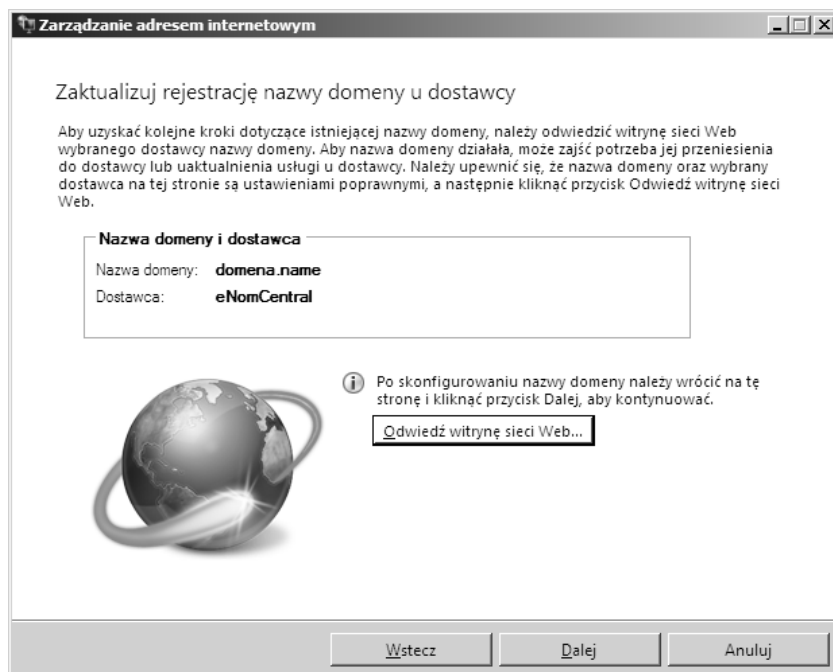 Zarządzanie adresem internetowym
Zaktualizuj rejestrację nazwy domeny u dostawcy
Aby uzyskać kolejne kroki dotyczące istniejącej nazwy domeny, należy odwiedzić witrynę sieci Web
wybranego dostawcy nazwy domeny. Aby nazwa domeny działała, może zajść potrzeba jej przeniesienia
do dostawcy lub uaktualnienia usługi u dostawcy. Należy upewnić się, że nazwa domeny oraz wybrany
dostawca na tej stronie są ustawieniami poprawnymi, a następnie kliknąć przycisk Odwiedź witrynę sieci
Web.
Nazwa domeny i dostawca
Nazwa domeny: domena.name
Dostawca: eNomCentral
Po skonfigurowaniu nazwy domeny należy wrócić na tę
stronę i kliknąć przycisk Dalej, aby kontynuować.
Odwiedź witrynę sieci Web...
Wstecz Dalej Anuluj